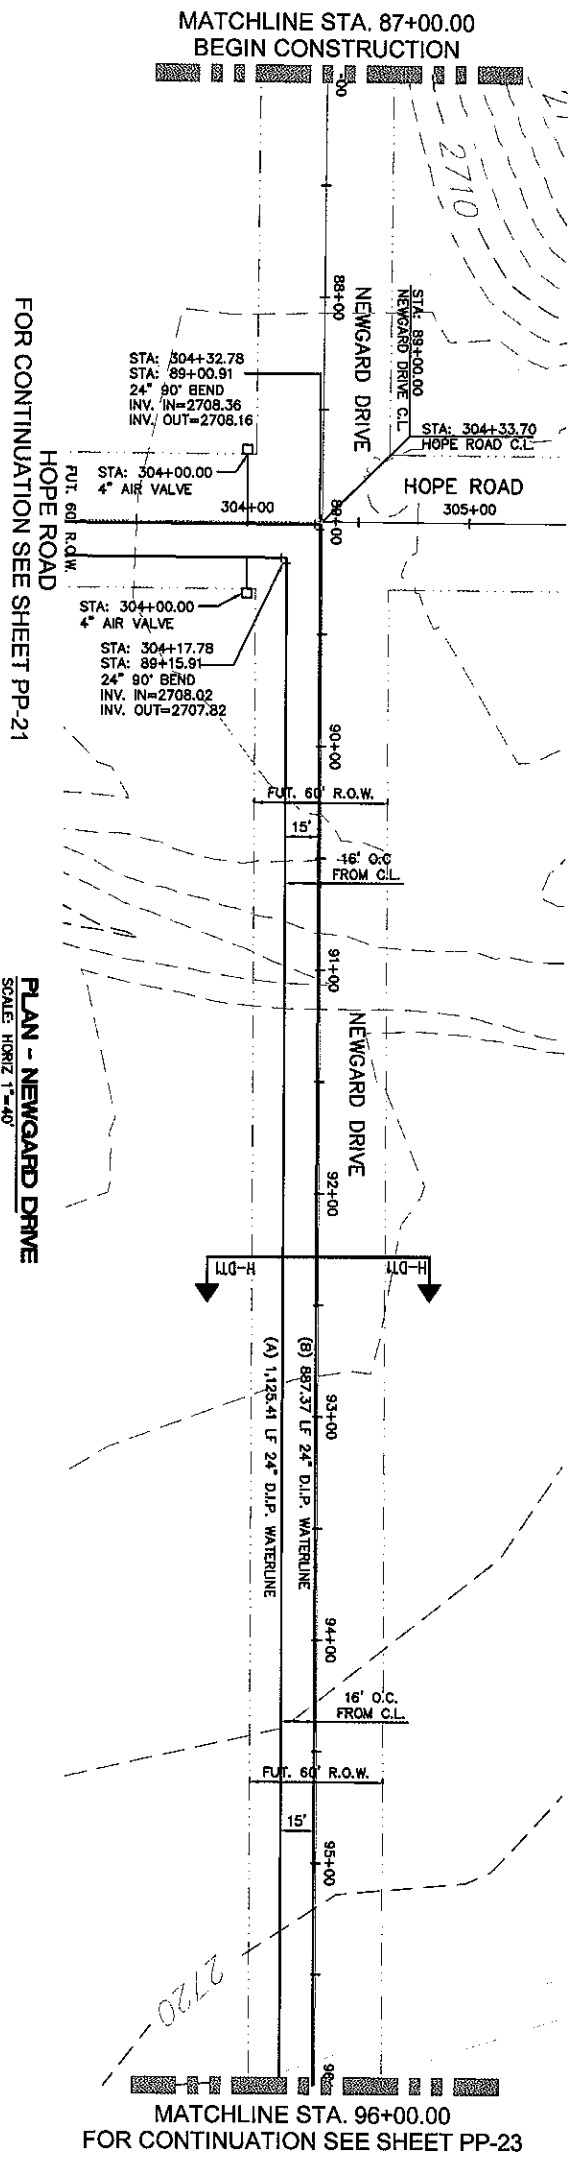 MATCHLINE STA. 87+00.00
BEGIN CONSTRUCTION
2710
88+00
NEWGARD DRIVE
STA: 89+00.00
NEWGARD DRIVE C.L.
STA: 304+32.78
STA: 89+00.91
24" 90° BEND
INV. IN=2708.36
INV. OUT=2708.16
STA: 304+33.70
HOPE ROAD C.L.
STA: 304+00.00
4" AIR VALVE
304+00
89+00
HOPE ROAD
305+00
FOR CONTINUATION SEE SHEET PP-21
HOPE ROAD
FUT. 60' R.O.W.
STA: 304+00.00
4" AIR VALVE
STA: 304+17.78
STA: 89+15.91
24" 90° BEND
INV. IN=2708.02
INV. OUT=2707.82
90+00
FUT. 60' R.O.W.
15'
16' O.C
FROM C.L.
91+00
NEWGARD DRIVE
PLAN - NEWGARD DRIVE
SCALE: HORIZ 1"=40'
92+00
H-DT1
H-DT1
(A) 1,125.41 LF 24" D.I.P. WATERLINE
(B) 887.37 LF 24" D.I.P. WATERLINE
93+00
94+00
16' O.C.
FROM C.L.
FUT. 60' R.O.W.
15'
95+00
2720
MATCHLINE STA. 96+00.00
FOR CONTINUATION SEE SHEET PP-23